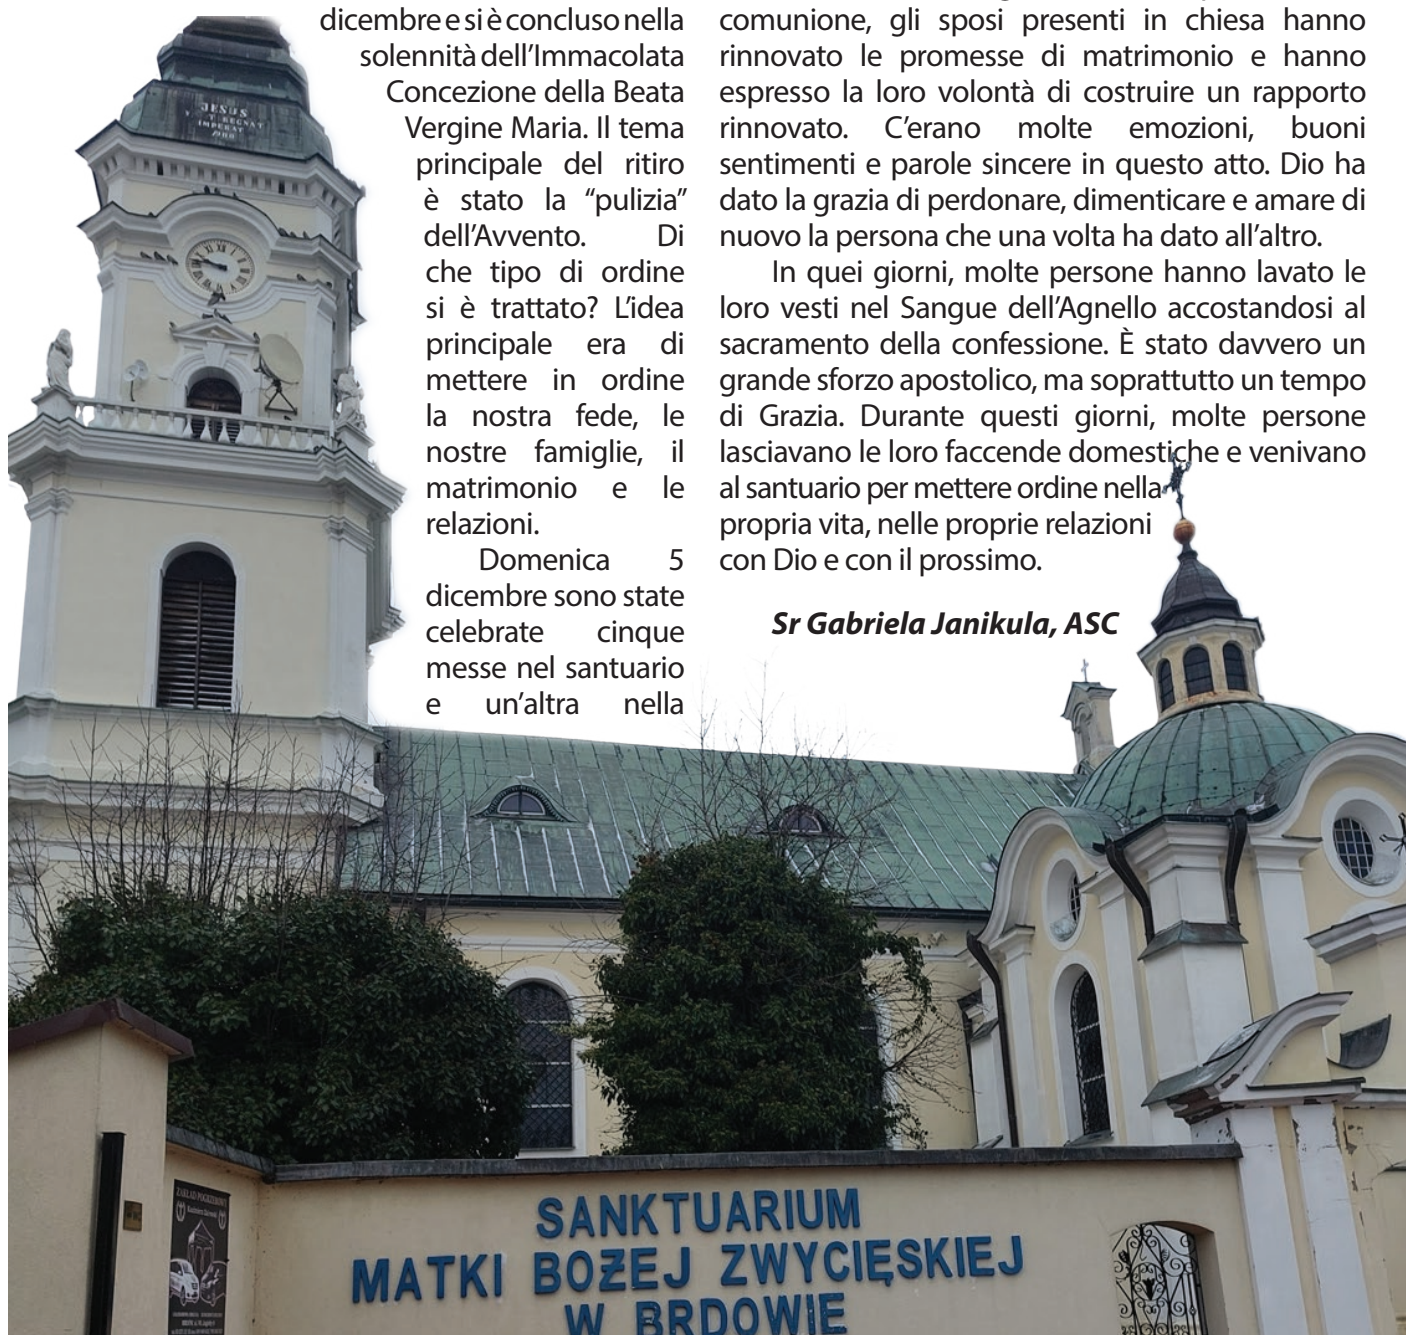 dicembre e si è concluso nella
solennità dell’Immacolata
Concezione della Beata
Vergine Maria. Il tema
principale del ritiro
è stato la “pulizia”
dell’Avvento. Di
che tipo di ordine
si è trattato? L’idea
principale era di
mettere in ordine
la nostra fede, le
nostre famiglie, il
matrimonio e le
relazioni.
Domenica 5
dicembre sono state
celebrate cinque
messe nel santuario
e un’altra nella
comunione, gli sposi presenti in chiesa hanno
rinnovato le promesse di matrimonio e hanno
espresso la loro volontà di costruire un rapporto
rinnovato. C’erano molte emozioni, buoni
sentimenti e parole sincere in questo atto. Dio ha
dato la grazia di perdonare, dimenticare e amare di
nuovo la persona che una volta ha dato all’altro.
In quei giorni, molte persone hanno lavato le
loro vesti nel Sangue dell’Agnello accostandosi al
sacramento della confessione. È stato davvero un
grande sforzo apostolico, ma soprattutto un tempo
di Grazia. Durante questi giorni, molte persone
lasciavano le loro faccende domestiche e venivano
al santuario per mettere ordine nella
propria vita, nelle proprie relazioni
con Dio e con il prossimo.
Sr Gabriela Janikula, ASC
JESUS
REGNAT
IMPERAT
ZAKŁAD POGRZEBOWY
SANKTUARIUM
MATKI BOŻEJ ZWYCIĘSKIEJ
W BRDOWIE